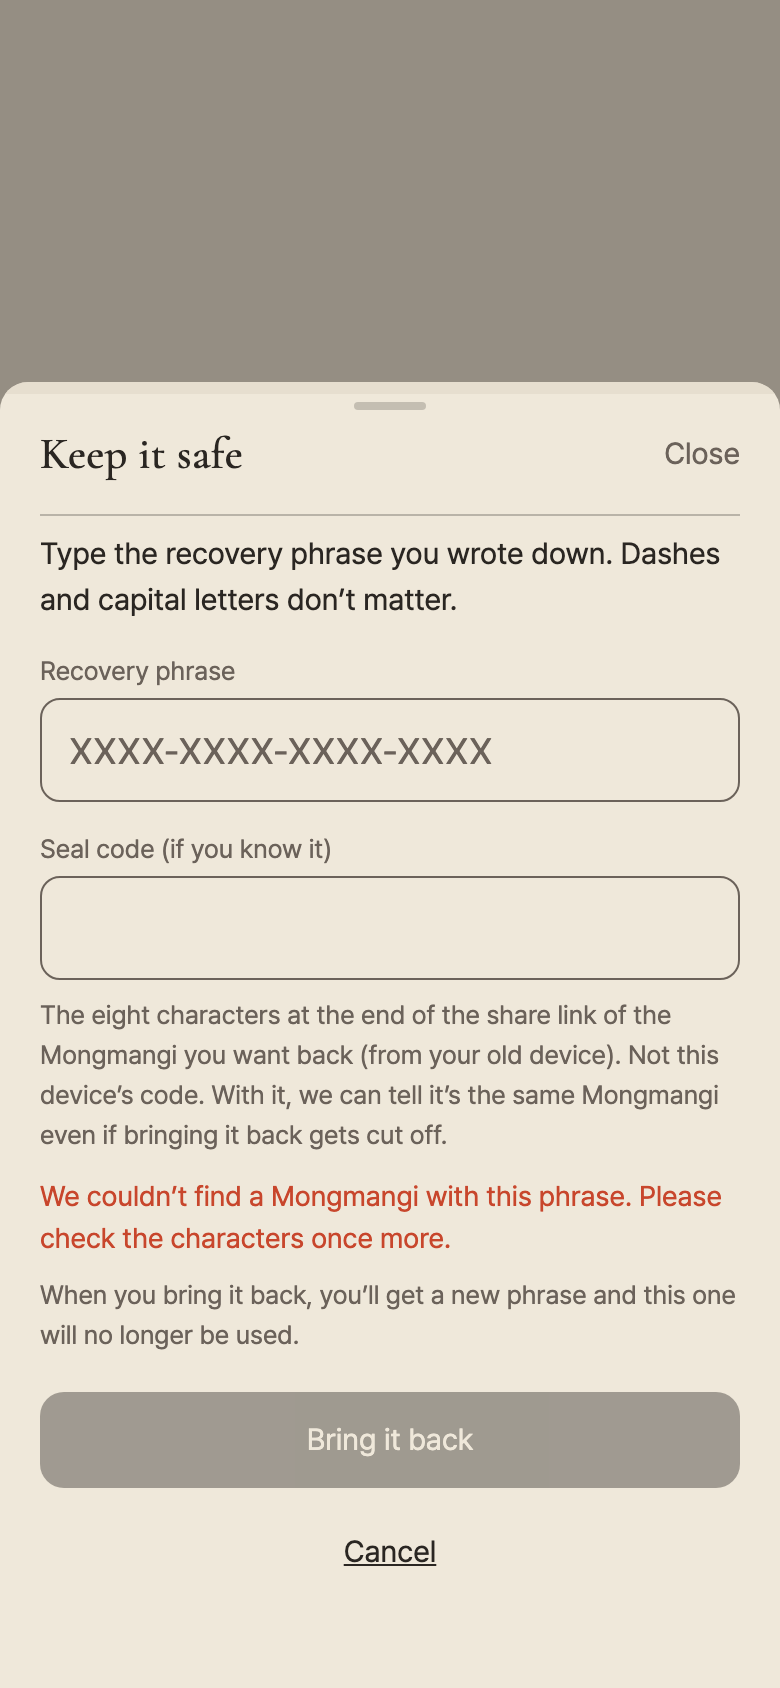 Keep it safe
Close
Type the recovery phrase you wrote down. Dashes
and capital letters don’t matter.
Recovery phrase
XXXX-XXXX-XXXX-XXXX
Seal code (if you know it)
The eight characters at the end of the share link of the
Mongmangi you want back (from your old device). Not this
device’s code. With it, we can tell it’s the same Mongmangi
even if bringing it back gets cut off.
We couldn’t find a Mongmangi with this phrase. Please
check the characters once more.
When you bring it back, you’ll get a new phrase and this one
will no longer be used.
Bring it back
Cancel